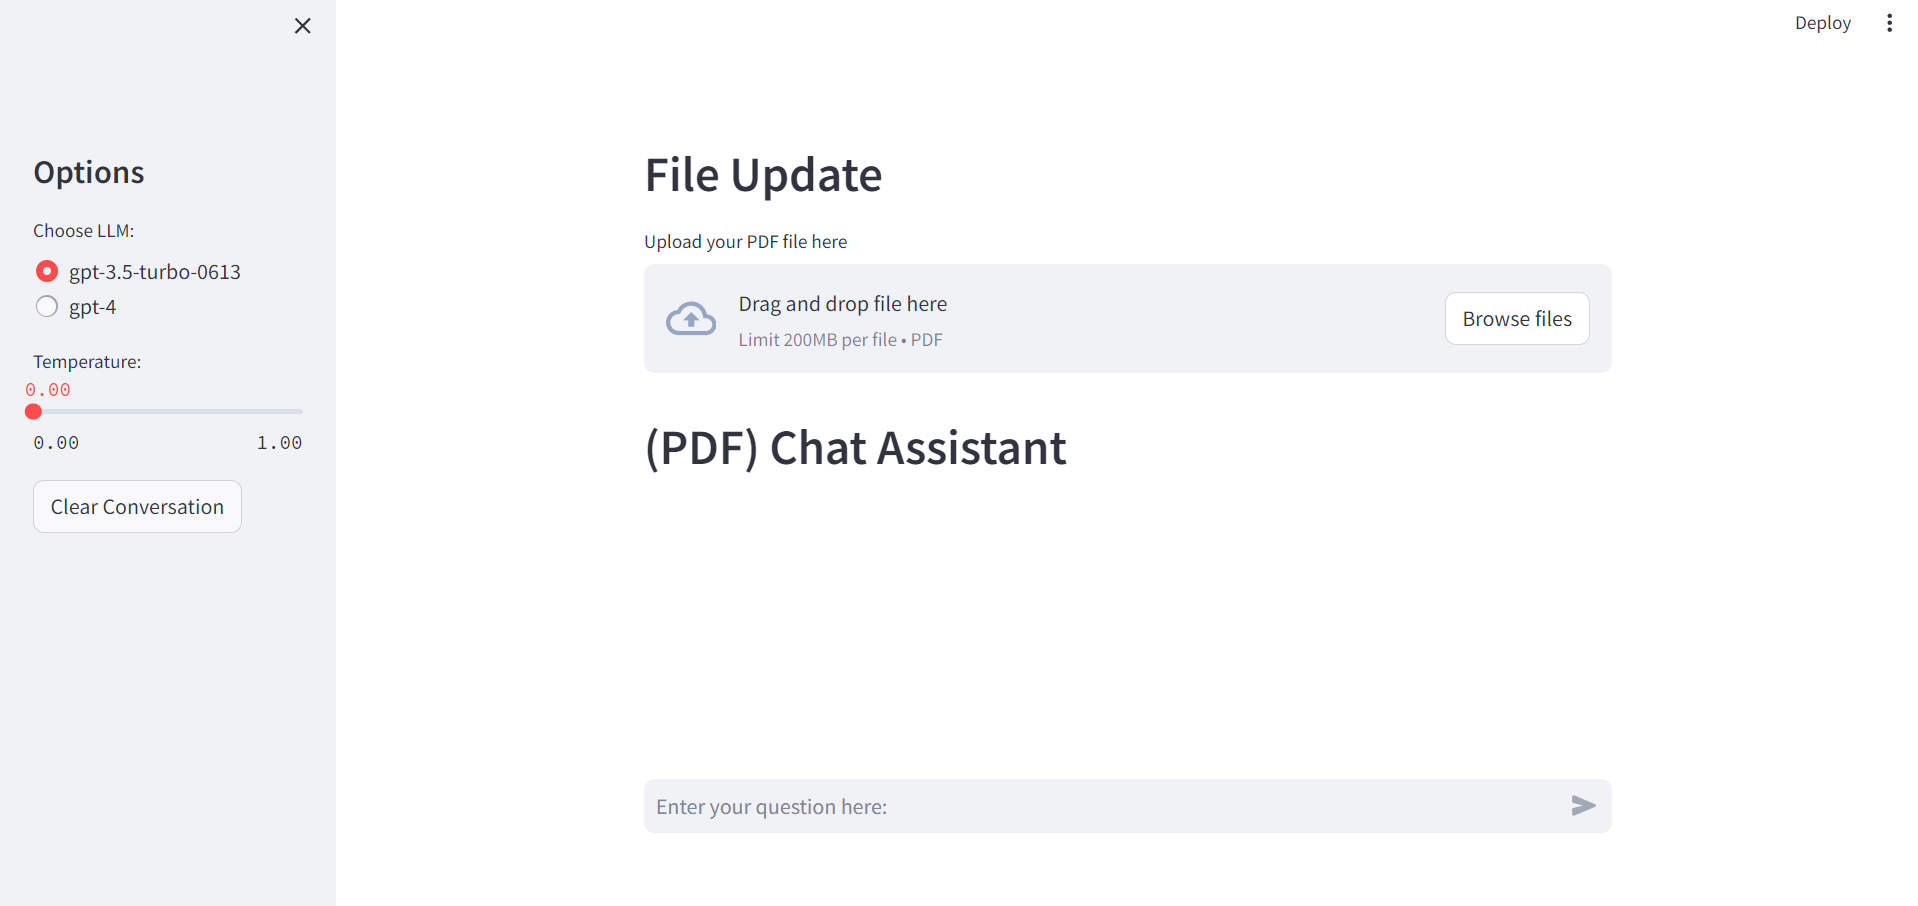 Deploy
Options
Choose LLM:
gpt-3.5-turbo-0613
gpt-4
Temperature:
0.00
0.00 1.00
Clear Conversation
File Update
Upload your PDF file here
Drag and drop file here
Limit 200MB per file • PDF
Browse files
(PDF) Chat Assistant
Enter your question here: